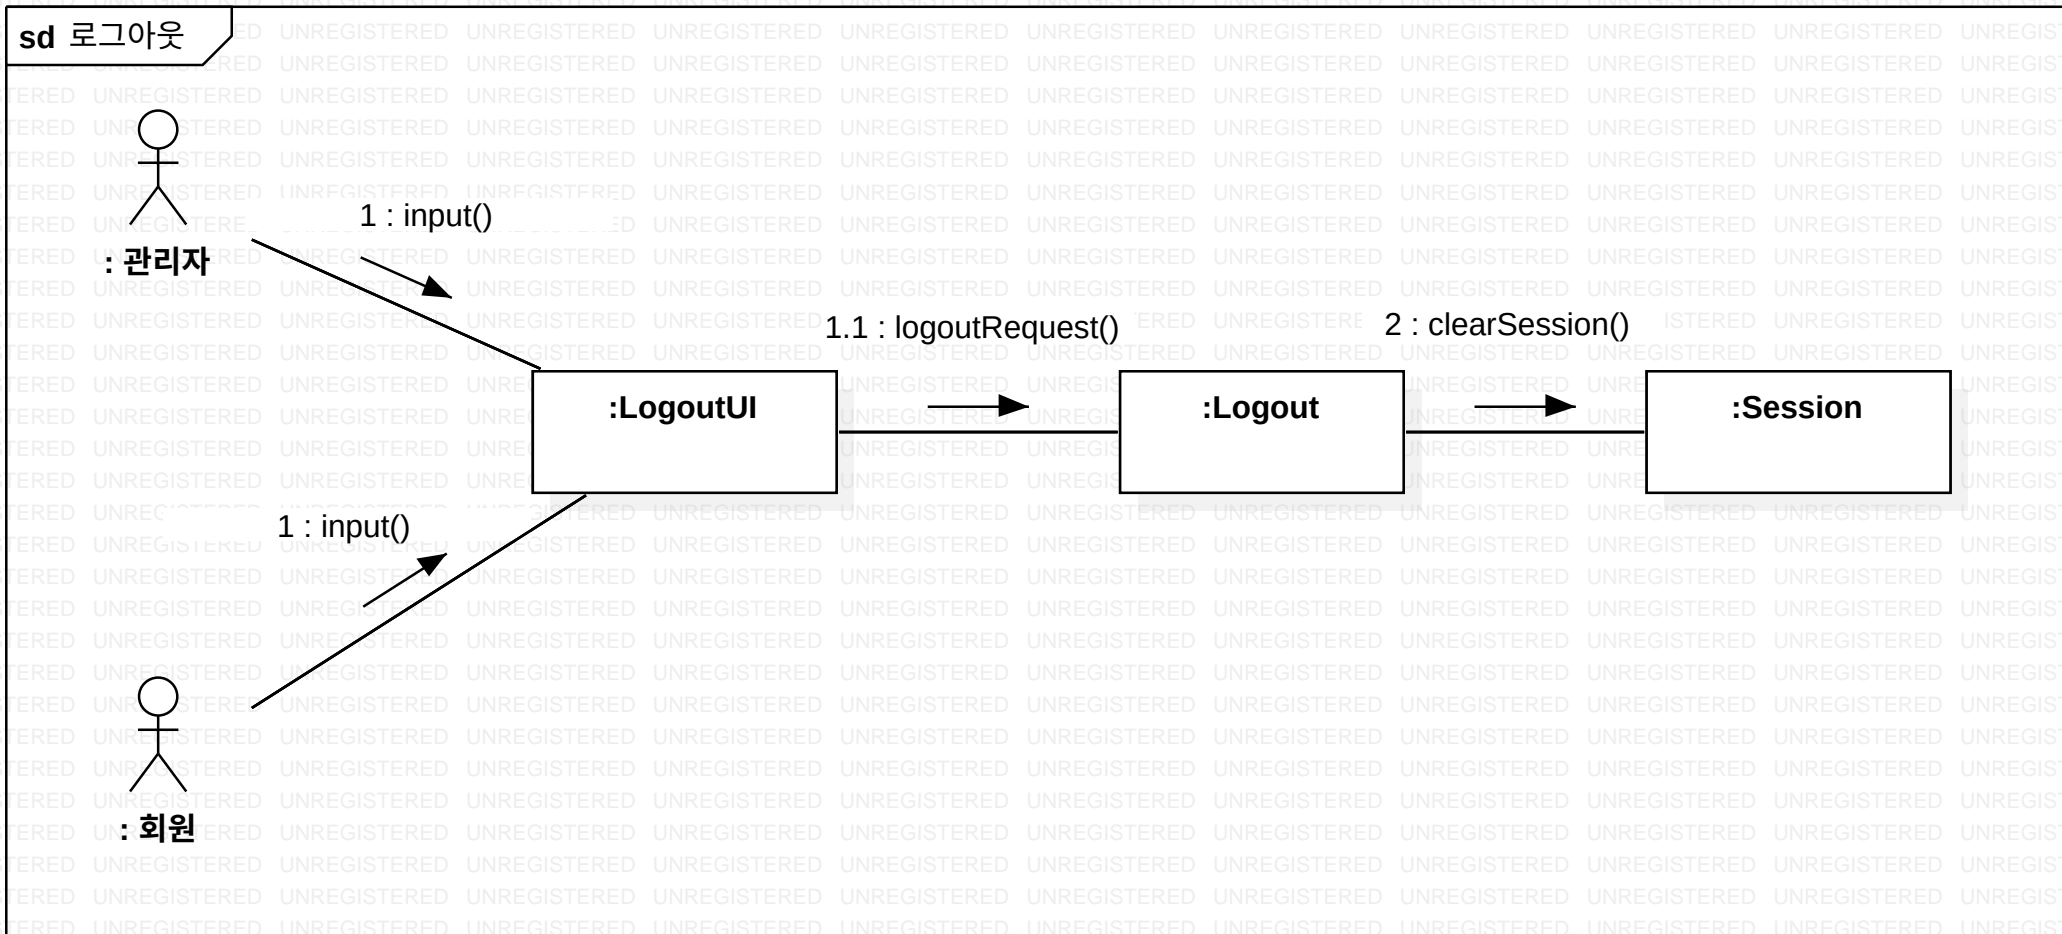 sd 로그아웃
1 : input()
: 관리자
1.1 : logoutRequest()
2 : clearSession()
:LogoutUI
:Logout
:Session
1 : input()
: 회원
UNREGISTERED